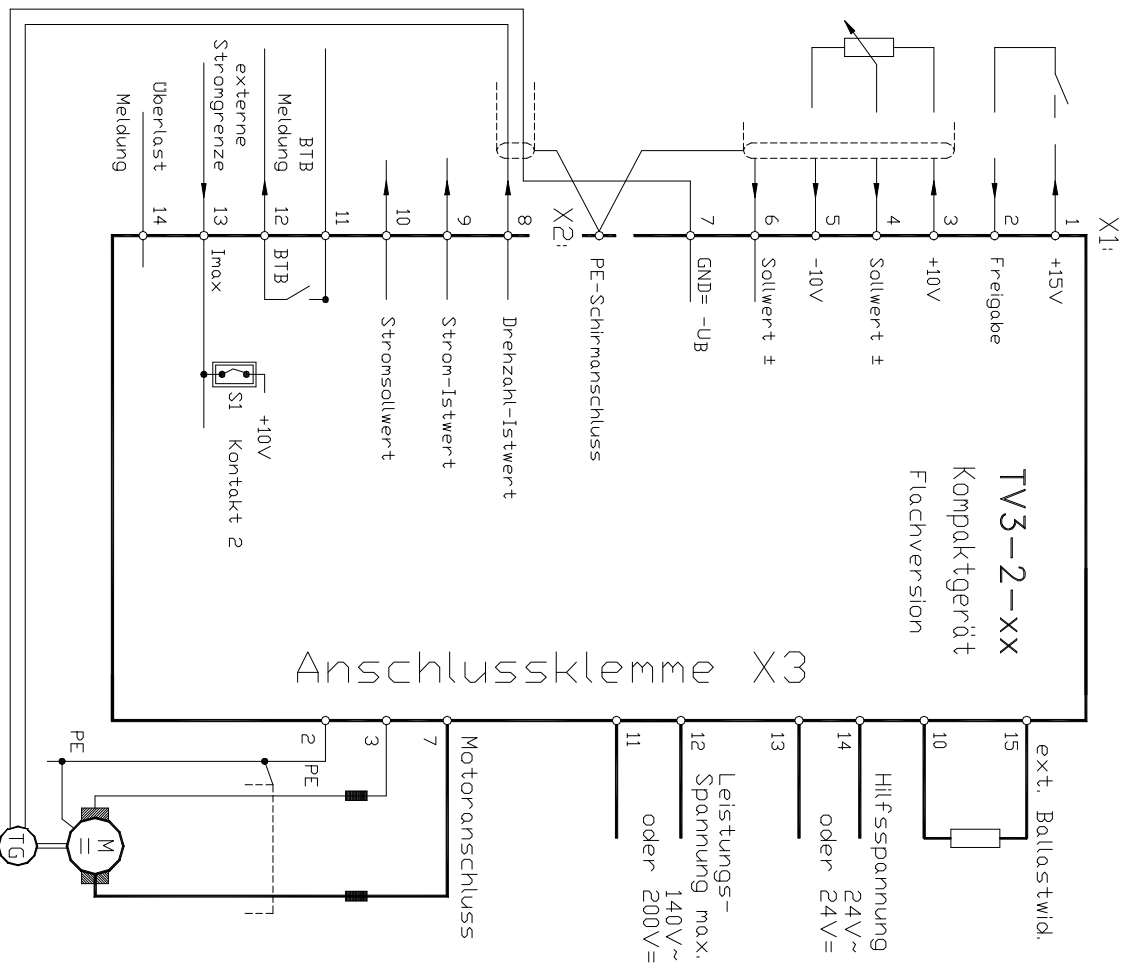 X1:
1
+15V
2
Freigabe
3
+10V
4
Sollwert ±
5
-10V
6
Sollwert ±
7
GND= -UB
PE-Schirmanschluss
X2:
8
Drehzahl-Istwert
9
Strom-Istwert
10
Stromsollwert
11
BTB
Meldung
12
BTB
externe
Stromgrenze
13
Imax
+10V
S1 Kontakt 2
14
Überlast
Meldung
TV3-2-xx
Kompaktgerät
Flachversion
Anschlussklemme X3
15
10
ext. Ballastwid.
14
13
Hilfsspannung
24V~
oder 24V=
12
11
Leistungs-
Spannung max.
140V~
oder 200V=
7
3
2
Motoranschluss
PE
PE
M
TG